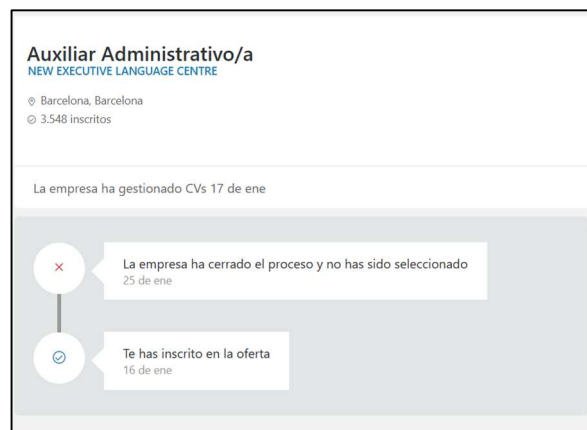 Auxiliar Administrativo/a
NEW EXECUTIVE LANGUAGE CENTRE
Barcelona, Barcelona
3.548 inscritos
La empresa ha gestionado CVs 17 de ene
La empresa ha cerrado el proceso y no has sido seleccionado
25 de ene
Te has inscrito en la oferta
16 de ene